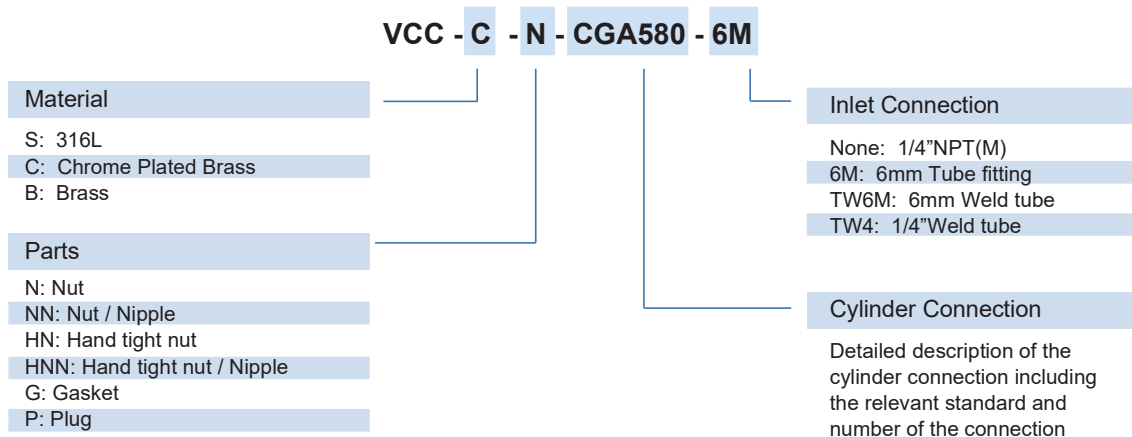 VCC - C - N - CGA580 - 6M
Material
S: 316L
C: Chrome Plated Brass
B: Brass
Parts
N: Nut
NN: Nut / Nipple
HN: Hand tight nut
HNN: Hand tight nut / Nipple
G: Gasket
P: Plug
Inlet Connection
None: 1/4”NPT(M)
6M: 6mm Tube fitting
TW6M: 6mm Weld tube
TW4: 1/4”Weld tube
Cylinder Connection
Detailed description of the
cylinder connection including
the relevant standard and
number of the connection